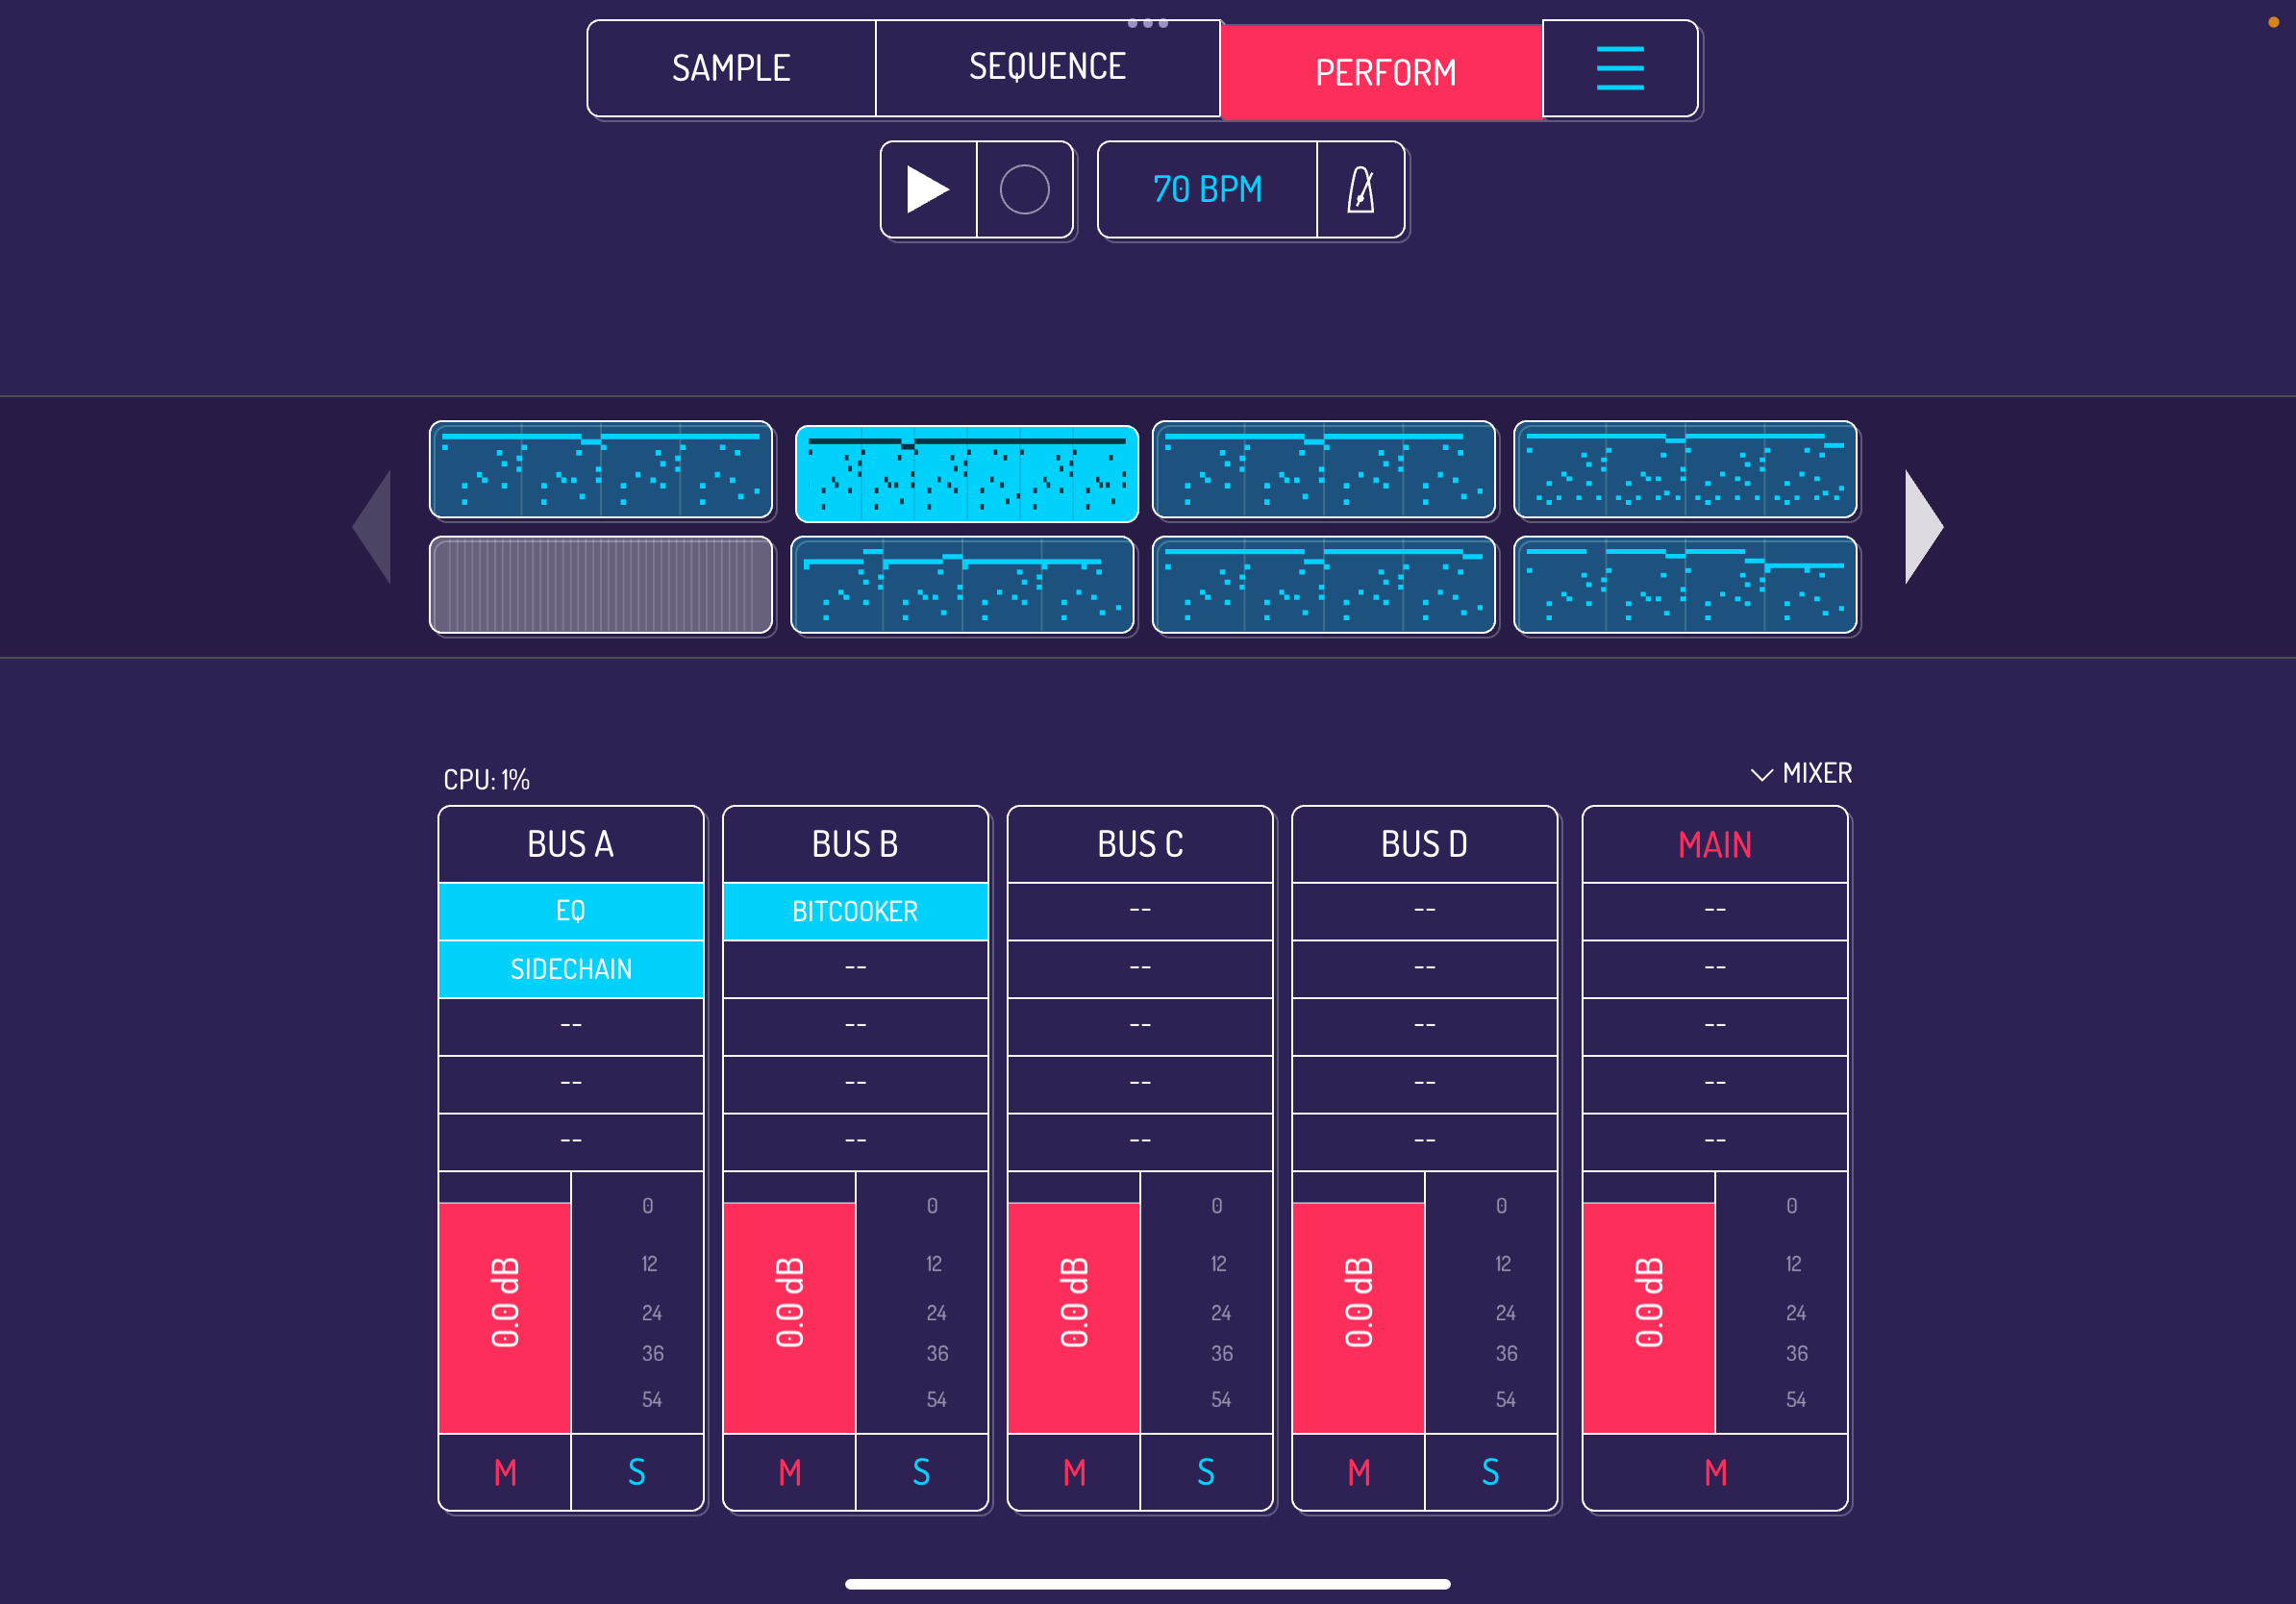 SAMPLE SEQUENCE PERFORM
70 BPM
CPU: 1% MIXER
BUS A BUS B BUS C BUS D MAIN
EQ BITCOOKER -- -- --
SIDECHAIN -- -- -- --
-- -- -- -- --
-- -- -- -- --
-- -- -- -- --
0.0 dB 0.0 dB 0.0 dB 0.0 dB 0.0 dB
0 0 0 0 0
12 12 12 12 12
24 24 24 24 24
36 36 36 36 36
54 54 54 54 54
M S M S M S M S M